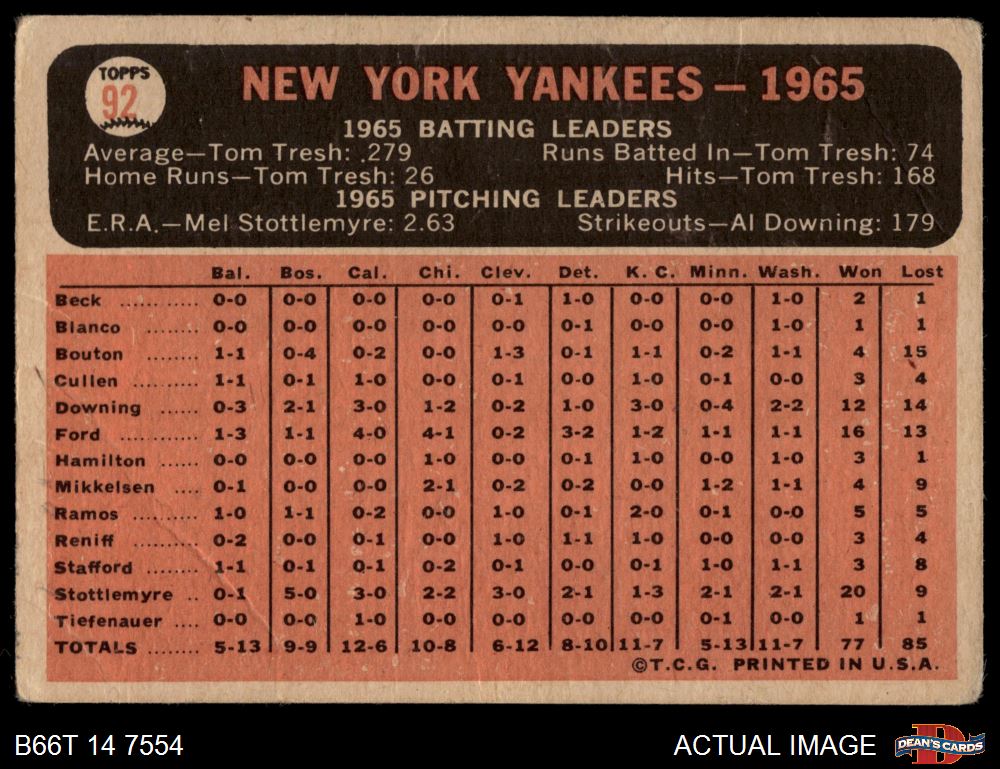 TOPPS
92
NEW YORK YANKEES — 1965
1965 BATTING LEADERS
Average—Tom Tresh: .279 Runs Batted In—Tom Tresh: 74
Home Runs—Tom Tresh: 26 Hits—Tom Tresh: 168
1965 PITCHING LEADERS
E.R.A.—Mel Stottlemyre: 2.63 Strikeouts—Al Downing: 179
Bal. Bos. Cal. Chi. Clev. Det. K. C. Minn. Wash. Won Lost
Beck ........... 0-0 0-0 0-0 0-0 0-1 1-0 0-0 0-0 1-0 2 1
Blanco ....... 0-0 0-0 0-0 0-0 0-0 0-1 0-0 0-0 1-0 1 1
Bouton ....... 1-1 0-4 0-2 0-0 1-3 0-1 1-1 0-2 1-1 4 15
Cullen ......... 1-1 0-1 1-0 0-0 0-1 0-0 1-0 0-1 0-0 3 4
Downing ...... 0-3 2-1 3-0 1-2 0-2 1-0 3-0 0-4 2-2 12 14
Ford ........... 1-3 1-1 4-0 4-1 0-2 3-2 1-2 1-1 1-1 16 13
Hamilton ...... 0-0 0-0 0-0 1-0 0-0 0-1 1-0 0-0 1-0 3 1
Mikkelsen .... 0-1 0-0 0-0 2-1 0-2 0-2 0-0 1-2 1-1 4 9
Ramos ......... 1-0 1-1 0-2 0-0 1-0 0-1 2-0 0-1 0-0 5 5
Reniff ......... 0-2 0-0 0-1 0-0 1-0 1-1 1-0 0-0 0-0 3 4
Stafford ....... 1-1 0-1 0-1 0-2 0-1 0-0 0-1 1-0 1-1 3 8
Stottlemyre .. 0-1 5-0 3-0 2-2 3-0 2-1 1-3 2-1 2-1 20 9
Tiefenauer .... 0-0 0-0 1-0 0-0 0-0 0-0 0-0 0-1 0-0 1 1
TOTALS ........ 5-13 9-9 12-6 10-8 6-12 8-10 11-7 5-13 11-7 77 85
©T.C.G. PRINTED IN U.S.A.
B66T 14 7554
ACTUAL IMAGE
D
DEAN'S CARDS